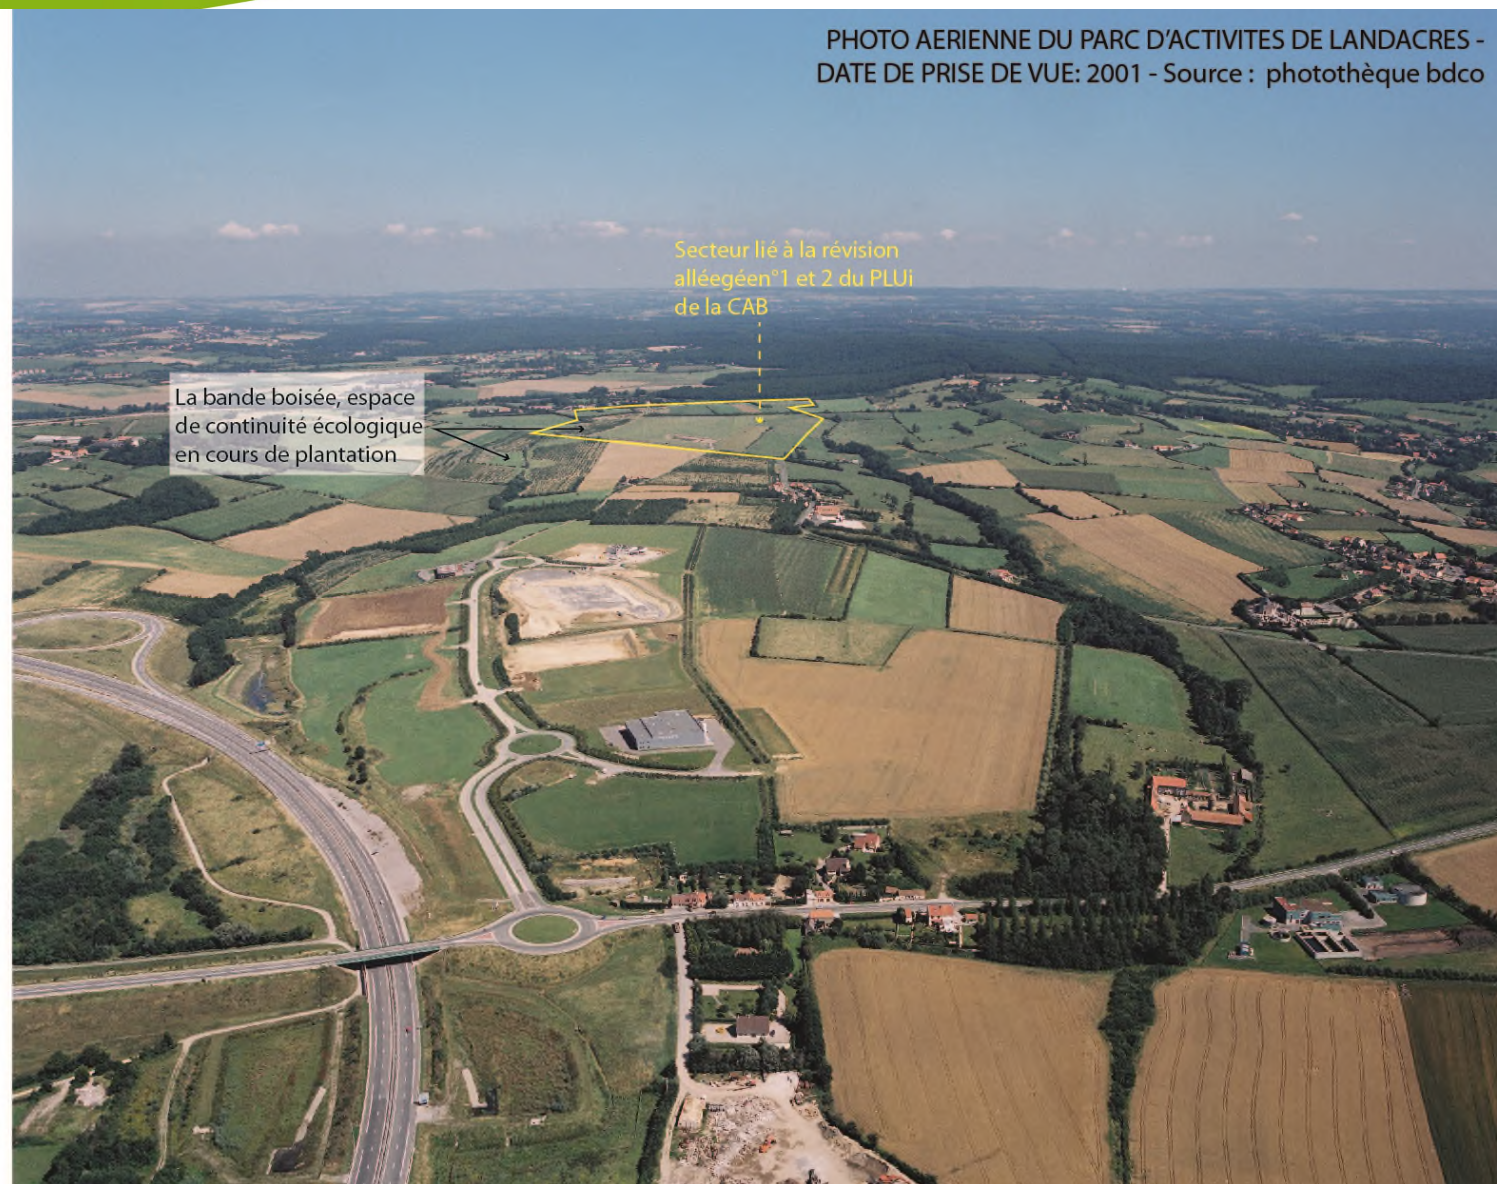 PHOTO AERIENNE DU PARC D'ACTIVITES DE LANDACRES -
DATE DE PRISE DE VUE: 2001 - Source : photothèque bdco
Secteur lié à la révision
alléegéen°1 et 2 du PLUi
de la CAB
La bande boisée, espace
de continuité écologique
en cours de plantation